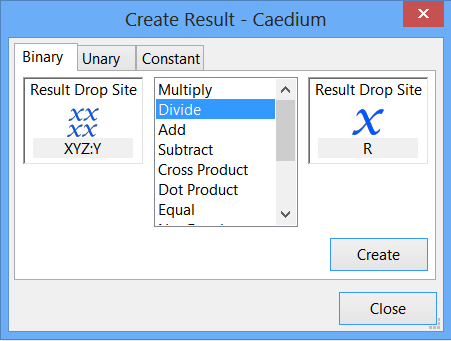 Create Result - Caedium
Binary
Unary
Constant
Result Drop Site
xx
xx
XYZ:Y
Multiply
Divide
Add
Subtract
Cross Product
Dot Product
Equal
Result Drop Site
x
R
Create
Close